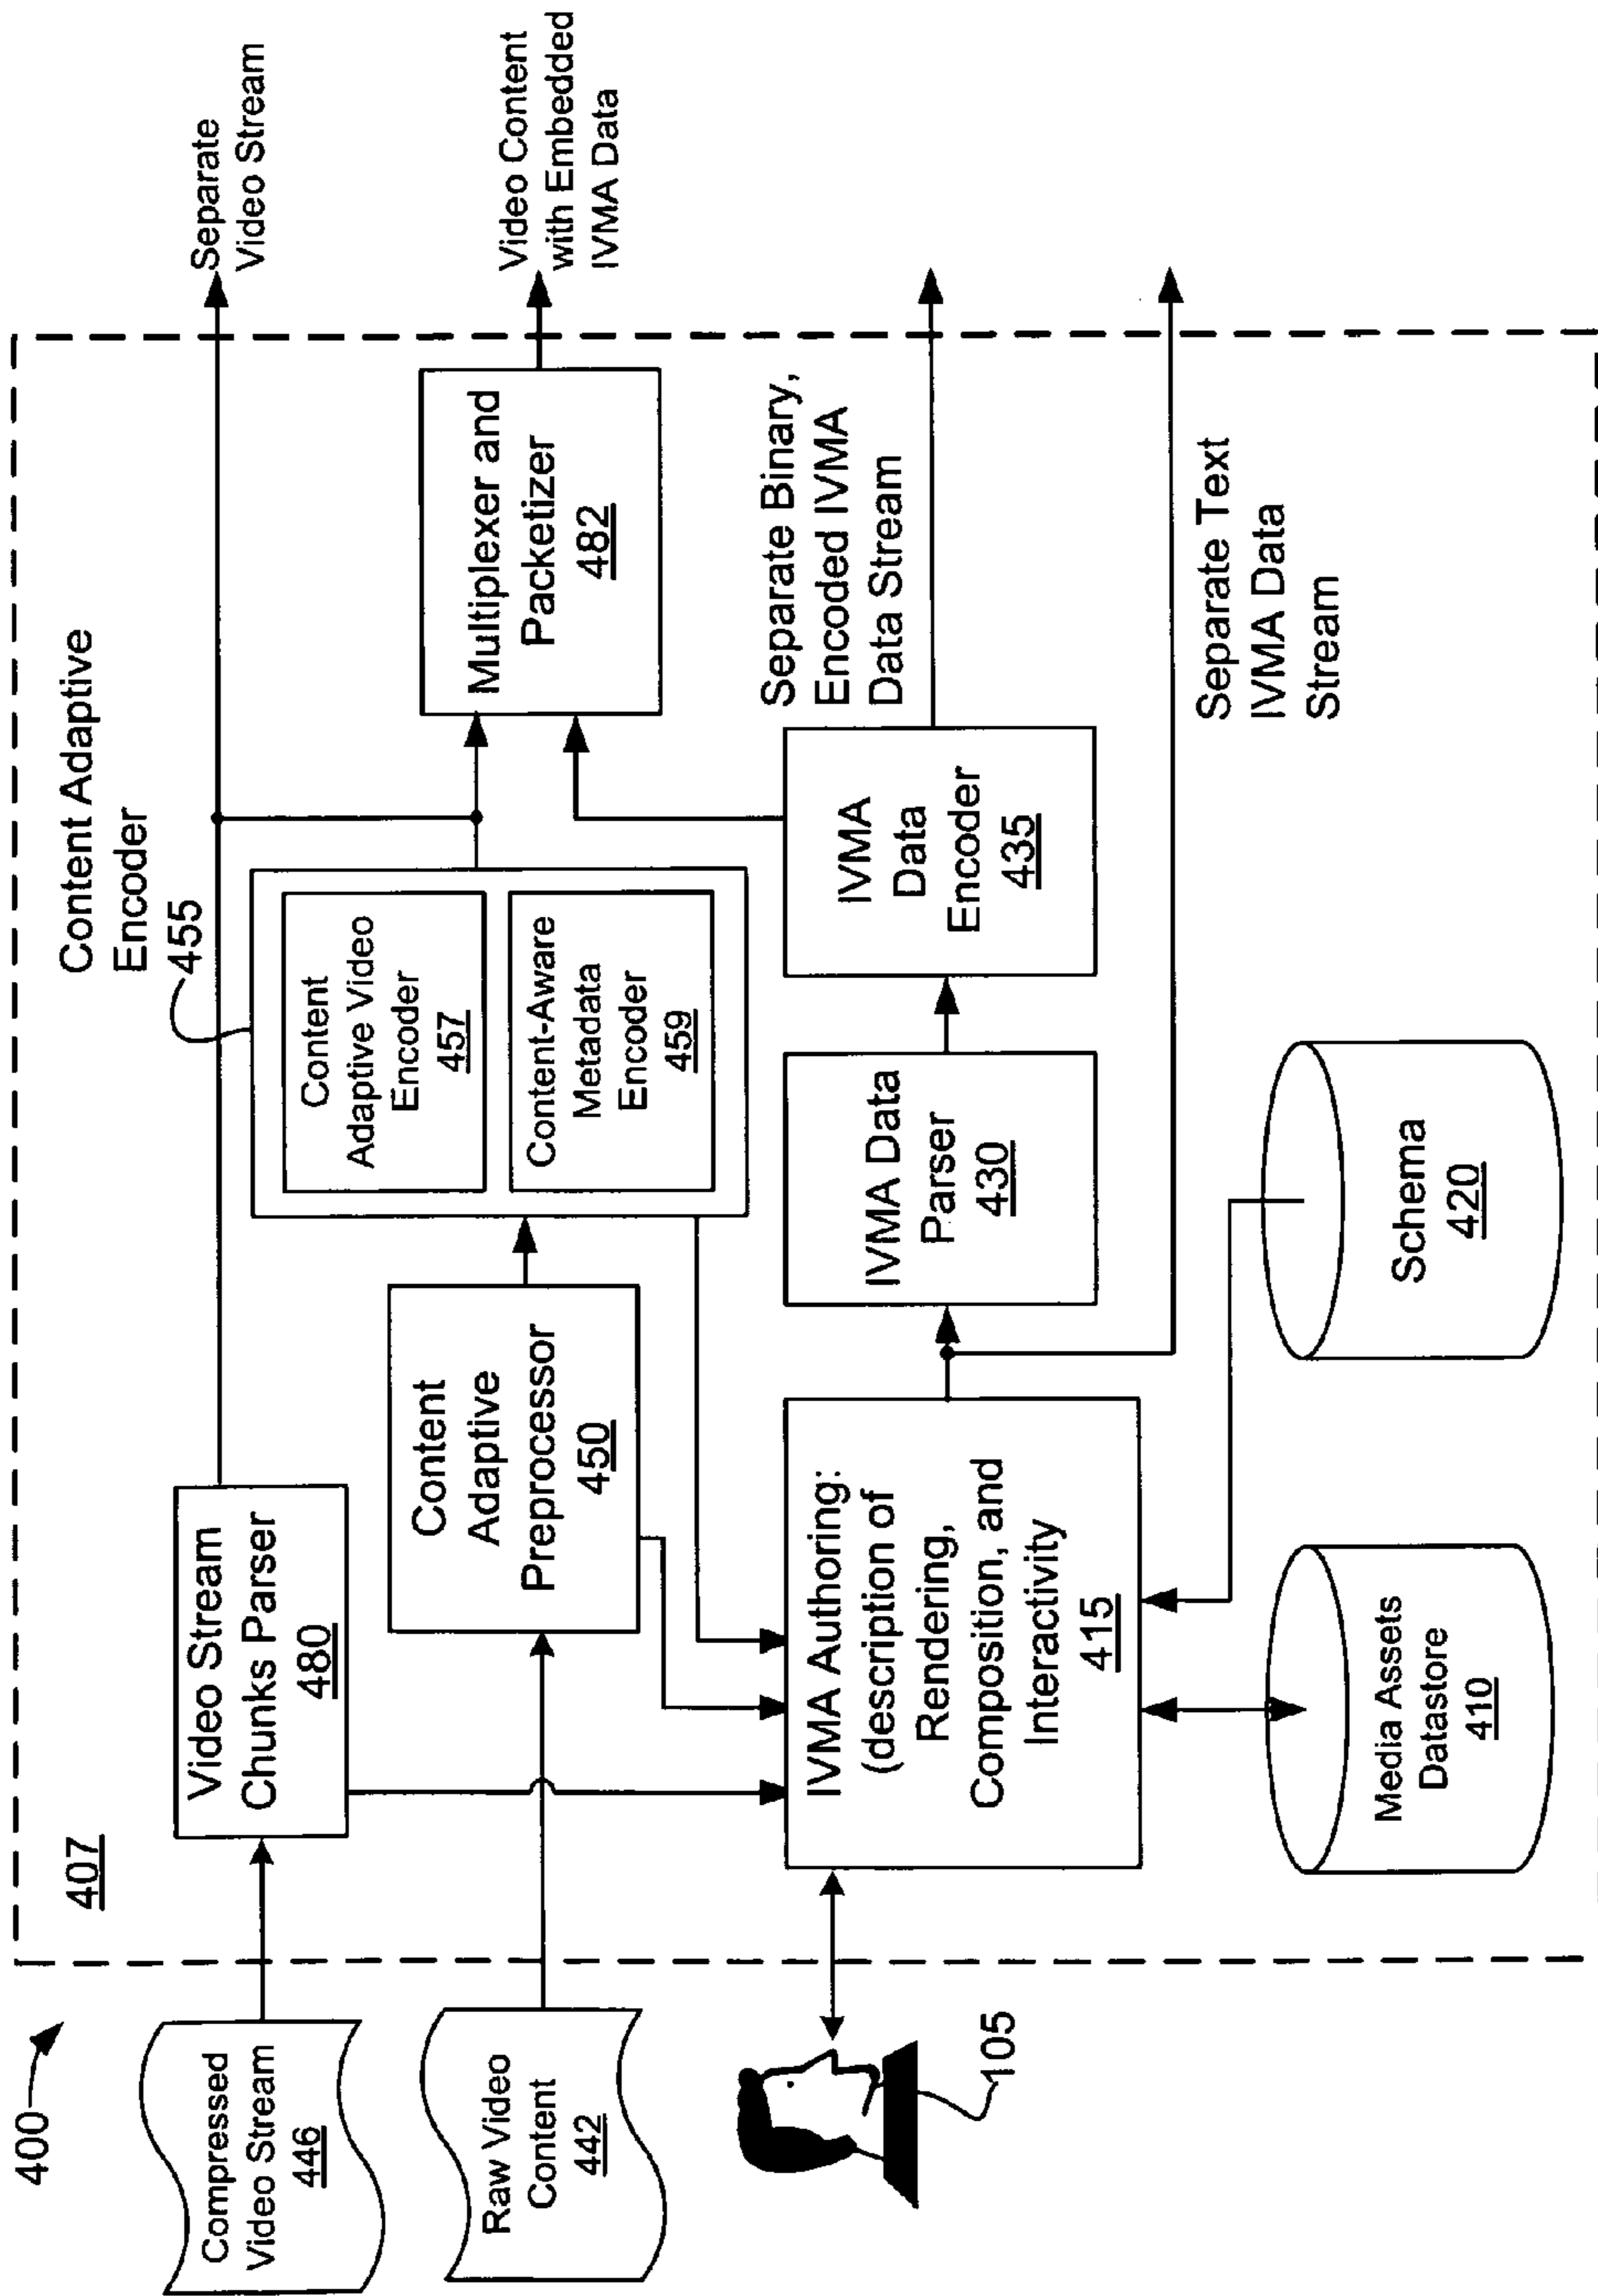 400
407
Compressed
Video Stream
446
Raw Video
Content
442
105
Video Stream
Chunks Parser
480
Content
Adaptive
Preprocessor
450
Content Adaptive
Encoder
455
Content
Adaptive Video
Encoder
457
Content-Aware
Metadata
Encoder
459
Multiplexer and
Packetizer
482
Separate
Video Stream
Video Content
with Embedded
IVMA Data
IVMA Authoring:
(description of
Rendering,
Composition, and
Interactivity
415
IVMA Data
Parser
430
IVMA
Data
Encoder
435
Separate Binary,
Encoded IVMA
Data Stream
Separate Text
IVMA Data
Stream
Media Assets
Datastore
410
Schema
420